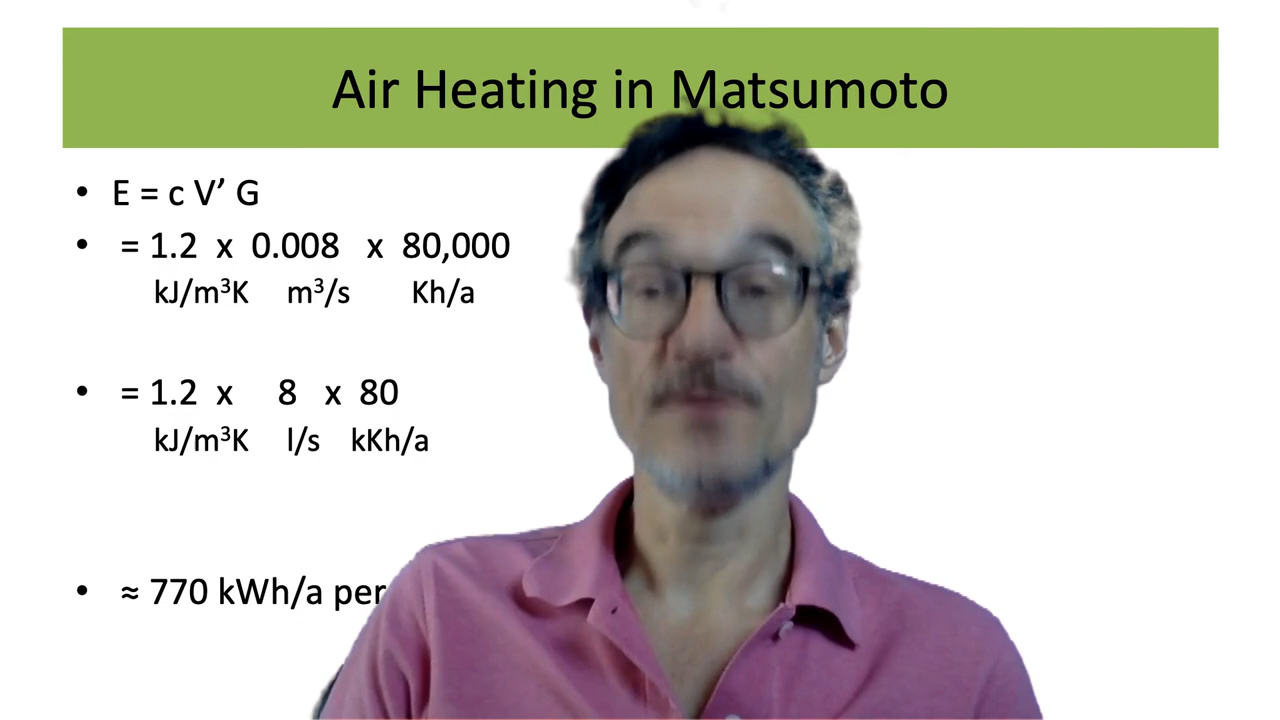 Air Heating in Matsumoto
• E = c V’ G
• = 1.2 x 0.008 x 80,000
kJ/m³K m³/s Kh/a
• = 1.2 x 8 x 80
kJ/m³K l/s kKh/a
• ≈ 770 kWh/a per